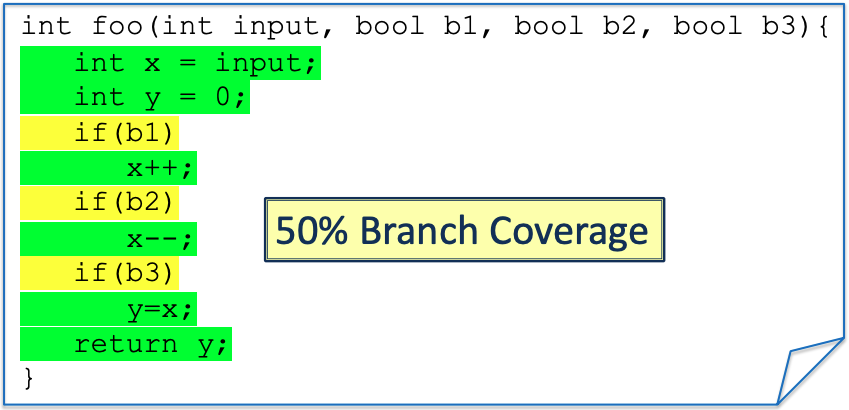 int foo(int input, bool b1, bool b2, bool b3){
int x = input;
int y = 0;
if(b1)
x++;
if(b2)
x--;
if(b3)
y=x;
return y;
}
50% Branch Coverage